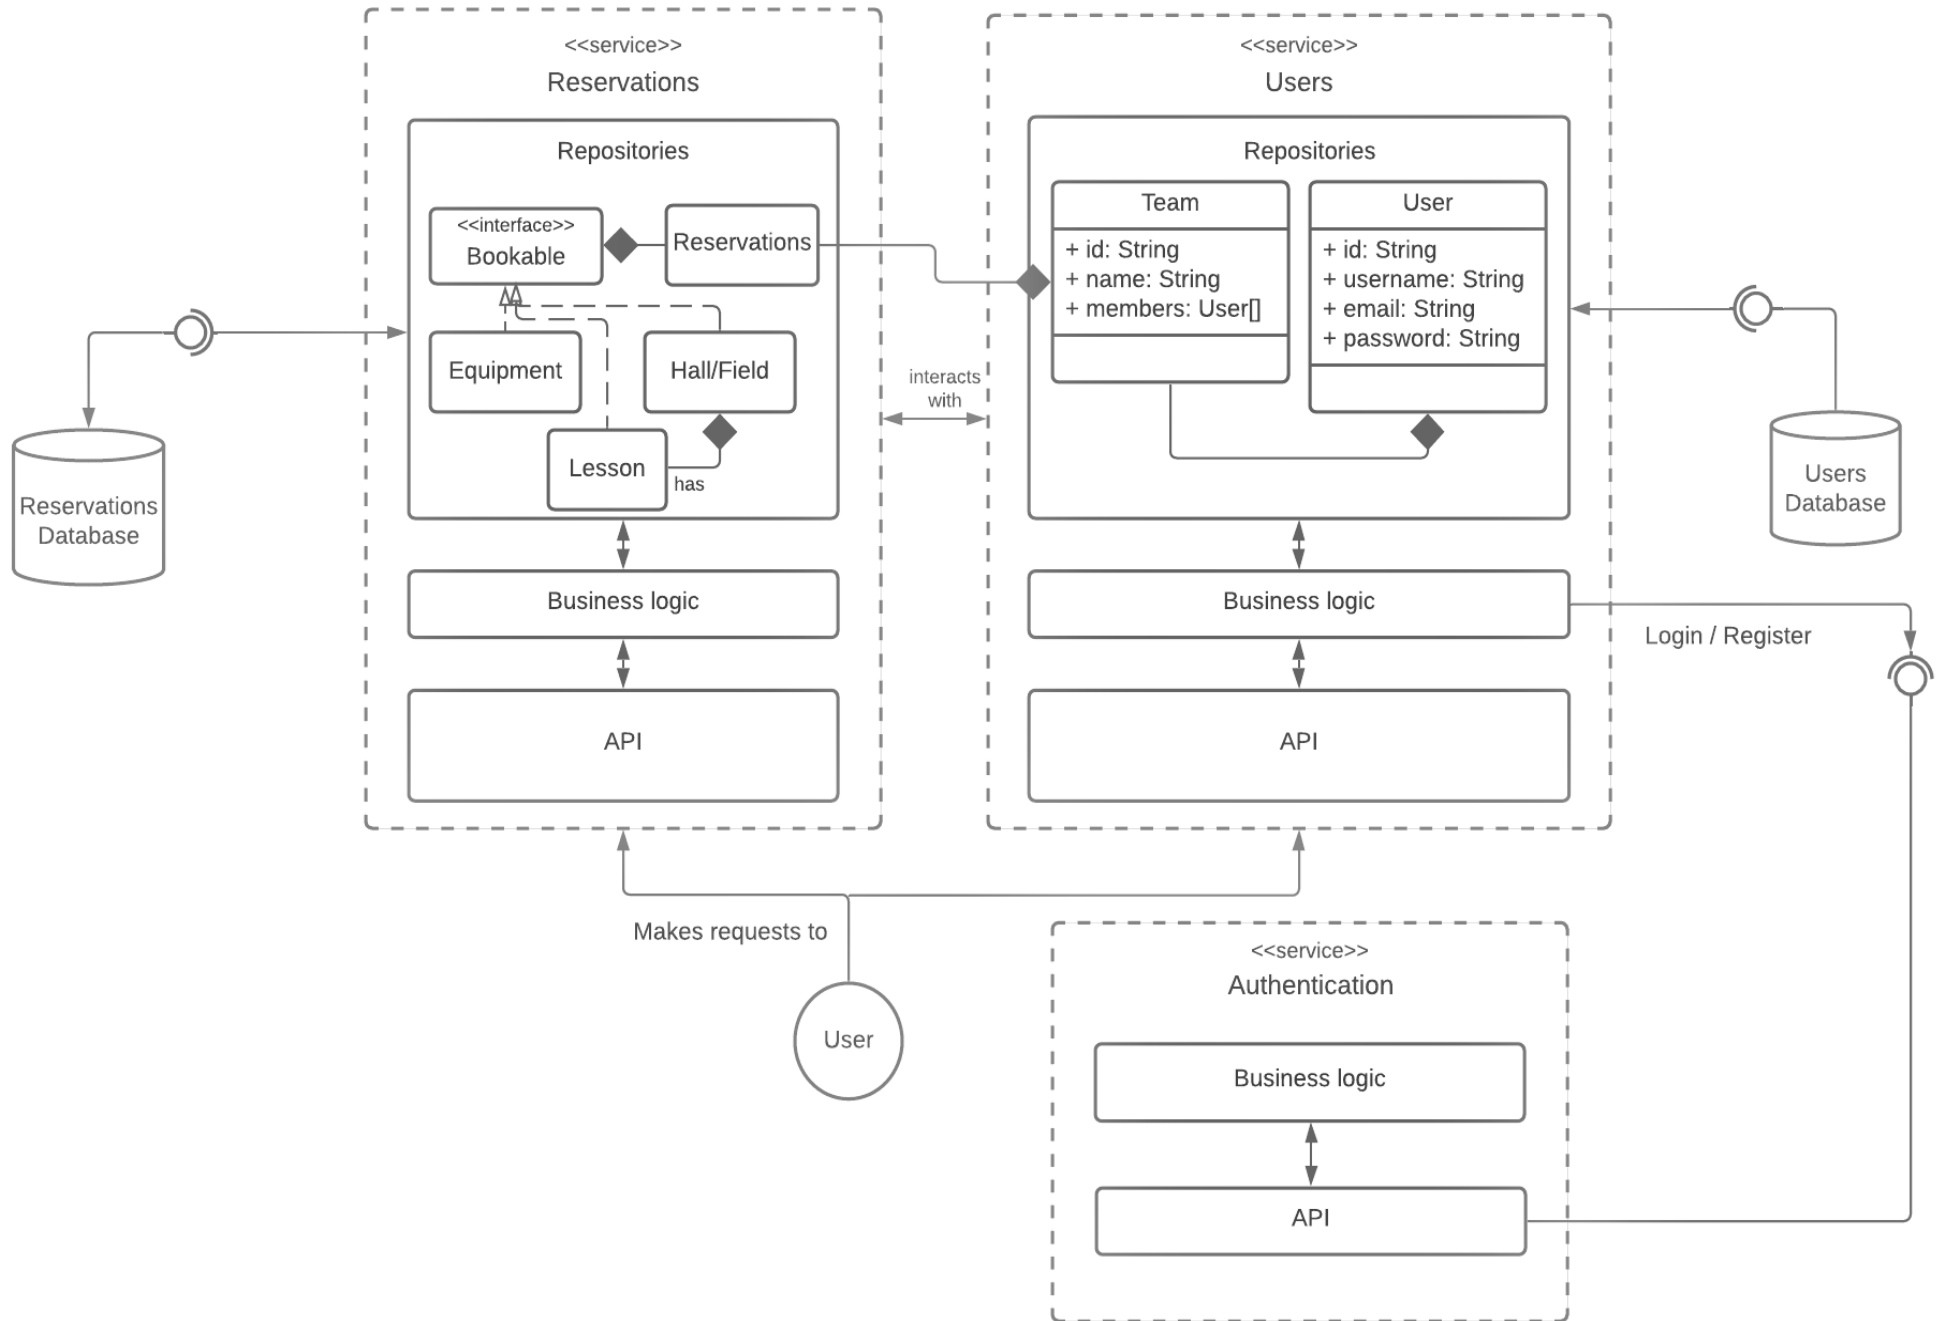 <<service>>
Reservations
Repositories
<<interface>>
Bookable
Reservations
Equipment
Hall/Field
Lesson
has
Business logic
API
Reservations
Database
interacts
with
<<service>>
Users
Repositories
Team
+ id: String
+ name: String
+ members: User[]
User
+ id: String
+ username: String
+ email: String
+ password: String
Business logic
API
Users
Database
Login / Register
Makes requests to
User
<<service>>
Authentication
Business logic
API